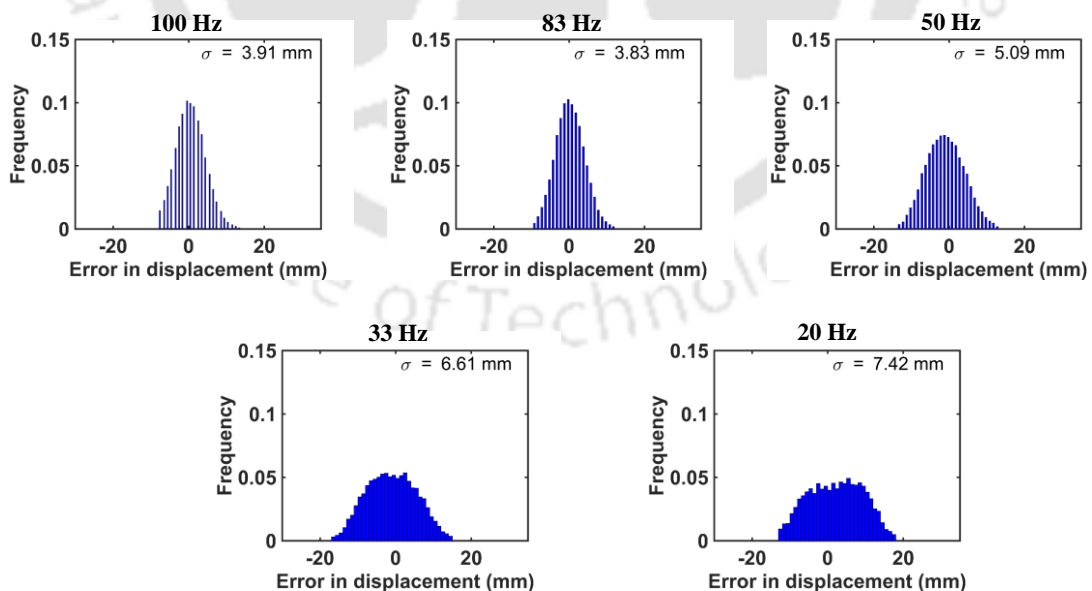 100 Hz
0.15
σ = 3.91 mm
0.1
0.05
0
Frequency
-20 0 20
Error in displacement (mm)
83 Hz
0.15
σ = 3.83 mm
0.1
0.05
0
Frequency
-20 0 20
Error in displacement (mm)
50 Hz
0.15
σ = 5.09 mm
0.1
0.05
0
Frequency
-20 0 20
Error in displacement (mm)
of Technolo
33 Hz
0.15
σ = 6.61 mm
0.1
0.05
0
Frequency
-20 0 20
Error in displacement (mm)
20 Hz
0.15
σ = 7.42 mm
0.1
0.05
0
Frequency
-20 0 20
Error in displacement (mm)